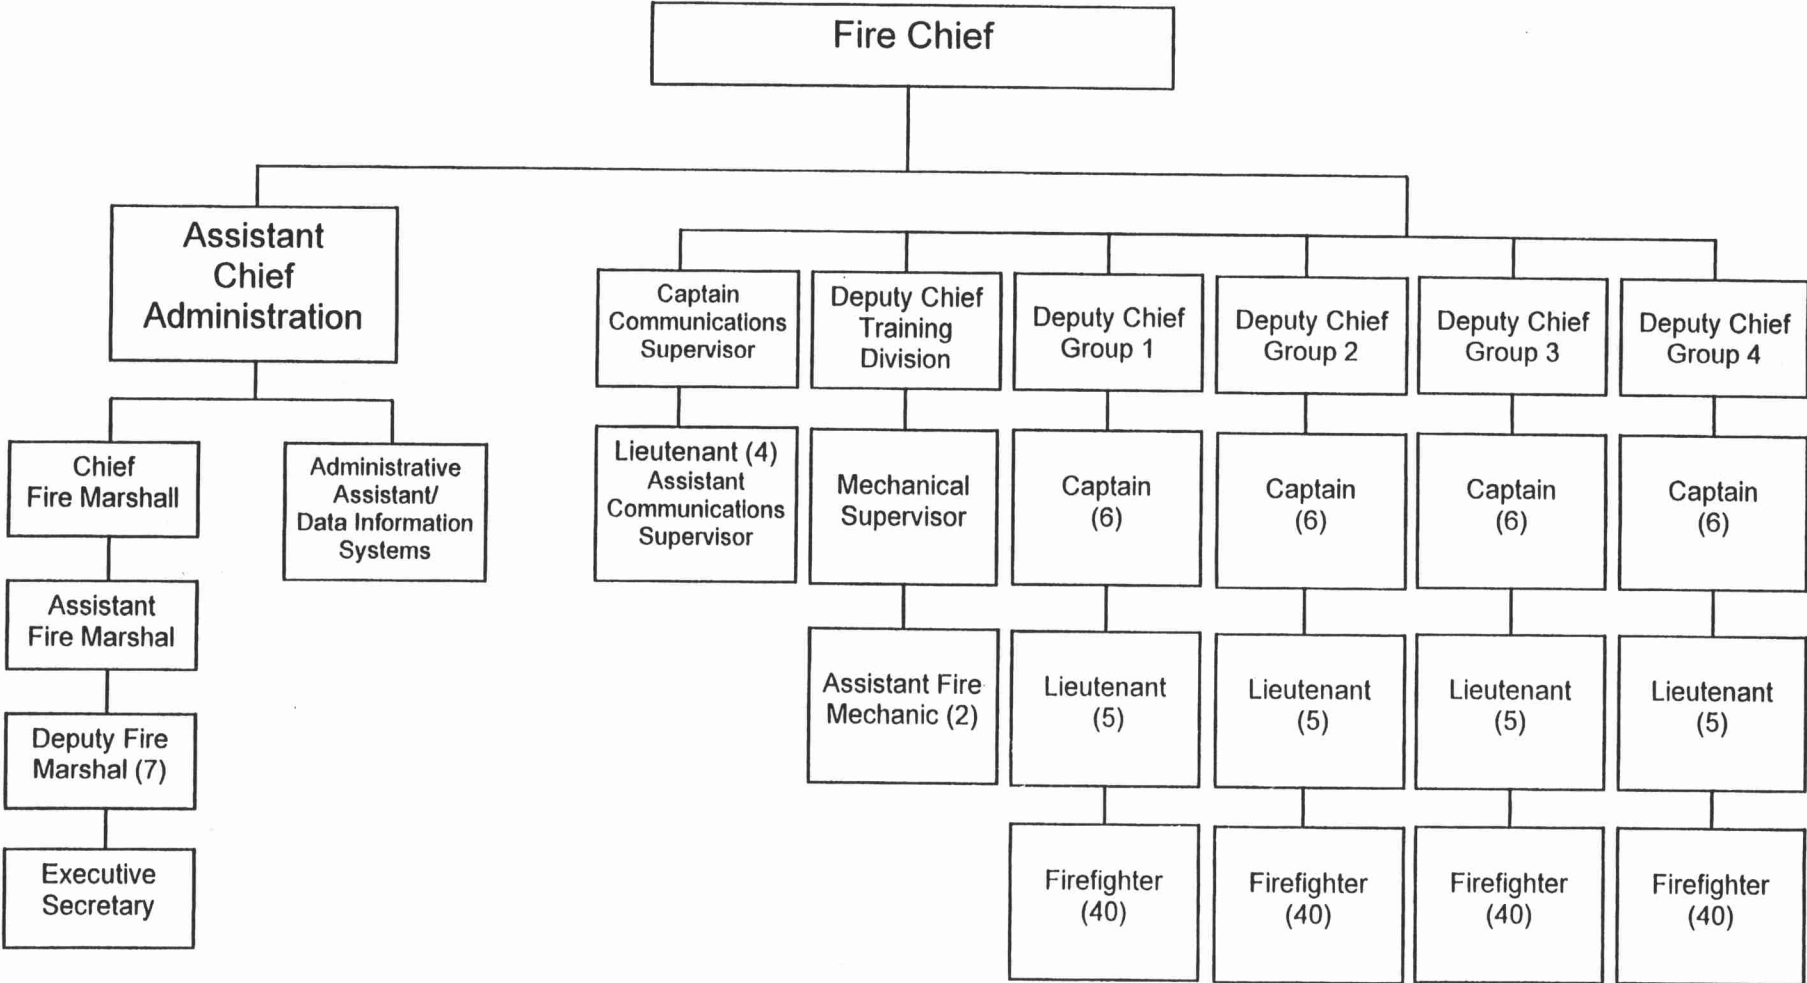 Fire Chief
Assistant
Chief
Administration
Captain
Communications
Supervisor
Deputy Chief
Training
Division
Deputy Chief
Group 1
Deputy Chief
Group 2
Deputy Chief
Group 3
Deputy Chief
Group 4
Chief
Fire Marshall
Administrative
Assistant/
Data Information
Systems
Lieutenant (4)
Assistant
Communications
Supervisor
Mechanical
Supervisor
Captain
(6)
Captain
(6)
Captain
(6)
Captain
(6)
Assistant
Fire Marshal
Assistant Fire
Mechanic (2)
Lieutenant
(5)
Lieutenant
(5)
Lieutenant
(5)
Lieutenant
(5)
Deputy Fire
Marshal (7)
Executive
Secretary
Firefighter
(40)
Firefighter
(40)
Firefighter
(40)
Firefighter
(40)